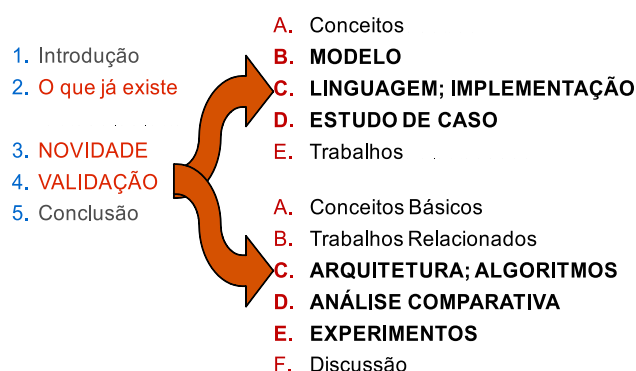 1. Introdução
2. O que já existe
3. NOVIDADE
4. VALIDAÇÃO
5. Conclusão
A. Conceitos
B. MODELO
C. LINGUAGEM; IMPLEMENTAÇÃO
D. ESTUDO DE CASO
E. Trabalhos
A. Conceitos Básicos
B. Trabalhos Relacionados
C. ARQUITETURA; ALGORITMOS
D. ANÁLISE COMPARATIVA
E. EXPERIMENTOS
F. Discussão